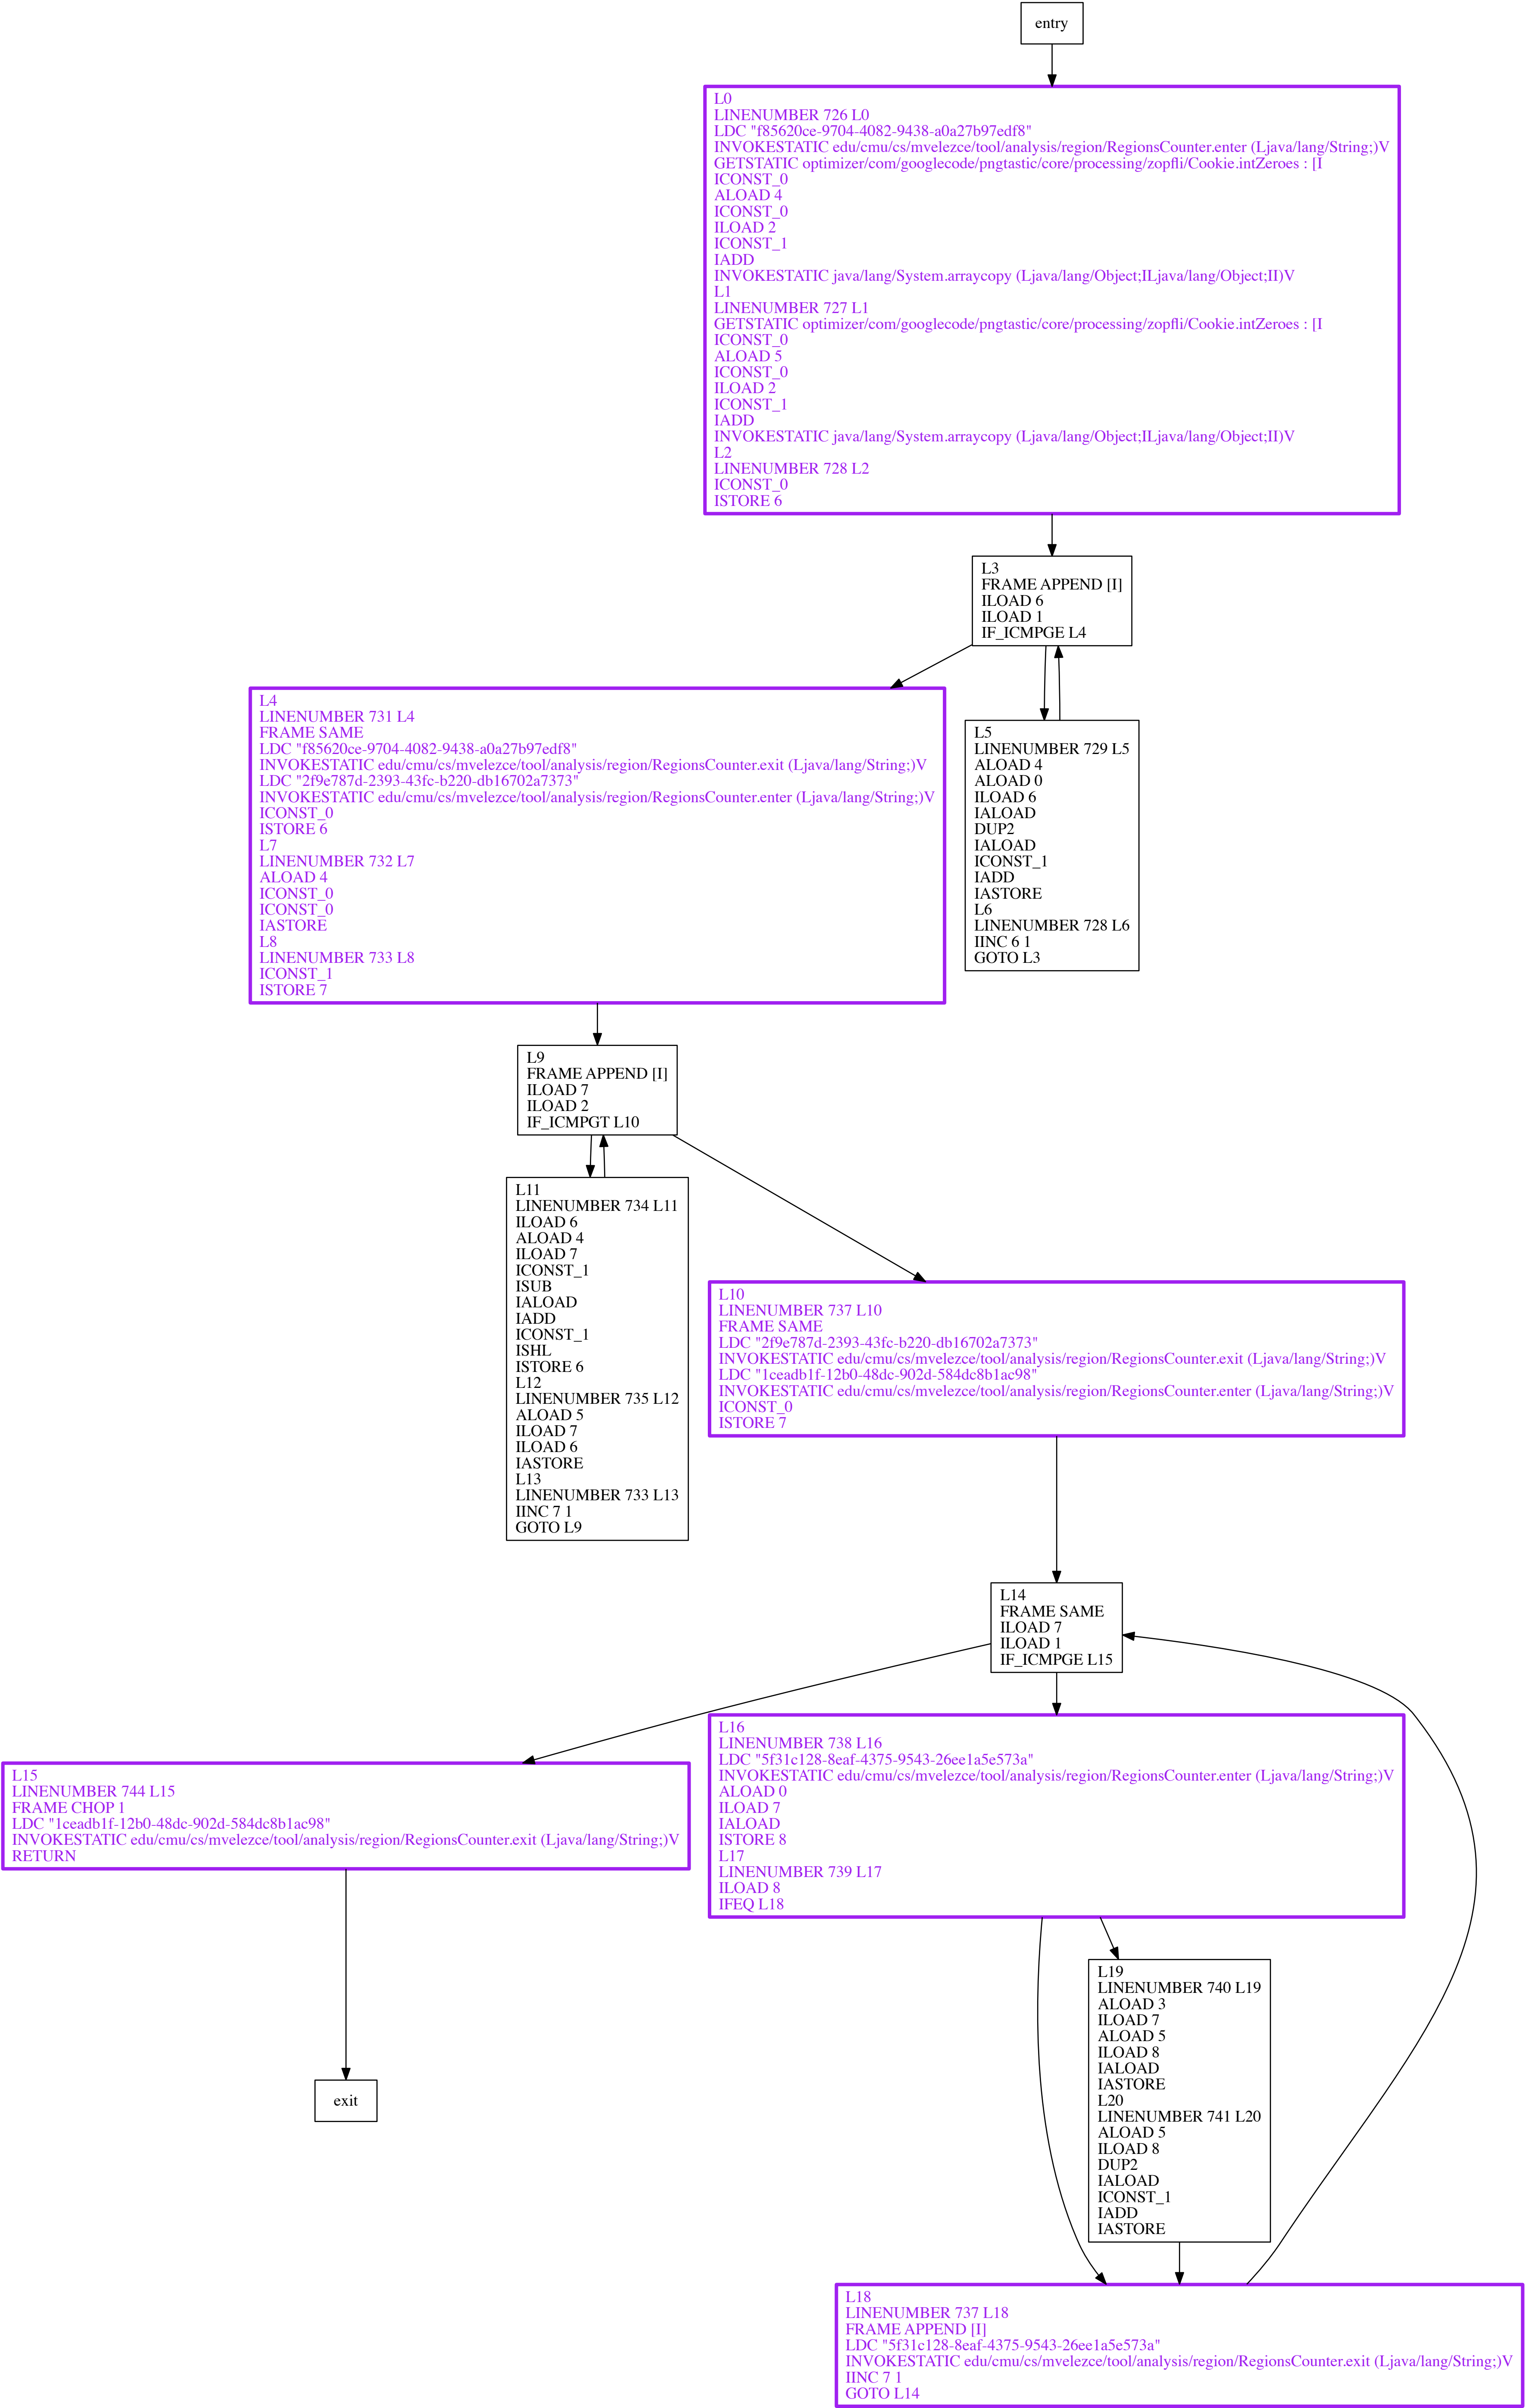 entry
L0
LINENUMBER 726 L0
LDC "f85620ce-9704-4082-9438-a0a27b97edf8"
INVOKESTATIC edu/cmu/cs/mvelezce/tool/analysis/region/RegionsCounter.enter (Ljava/lang/String;)V
GETSTATIC optimizer/com/googlecode/pngtastic/core/processing/zopfli/Cookie.intZeroes : [I
ICONST_0
ALOAD 4
ICONST_0
ILOAD 2
ICONST_1
IADD
INVOKESTATIC java/lang/System.arraycopy (Ljava/lang/Object;ILjava/lang/Object;II)V
L1
LINENUMBER 727 L1
GETSTATIC optimizer/com/googlecode/pngtastic/core/processing/zopfli/Cookie.intZeroes : [I
ICONST_0
ALOAD 5
ICONST_0
ILOAD 2
ICONST_1
IADD
INVOKESTATIC java/lang/System.arraycopy (Ljava/lang/Object;ILjava/lang/Object;II)V
L2
LINENUMBER 728 L2
ICONST_0
ISTORE 6
L3
FRAME APPEND [I]
ILOAD 6
ILOAD 1
IF_ICMPGE L4
L4
LINENUMBER 731 L4
FRAME SAME
LDC "f85620ce-9704-4082-9438-a0a27b97edf8"
INVOKESTATIC edu/cmu/cs/mvelezce/tool/analysis/region/RegionsCounter.exit (Ljava/lang/String;)V
LDC "2f9e787d-2393-43fc-b220-db16702a7373"
INVOKESTATIC edu/cmu/cs/mvelezce/tool/analysis/region/RegionsCounter.enter (Ljava/lang/String;)V
ICONST_0
ISTORE 6
L7
LINENUMBER 732 L7
ALOAD 4
ICONST_0
ICONST_0
IASTORE
L8
LINENUMBER 733 L8
ICONST_1
ISTORE 7
L5
LINENUMBER 729 L5
ALOAD 4
ALOAD 0
ILOAD 6
IALOAD
DUP2
IALOAD
ICONST_1
IADD
IASTORE
L6
LINENUMBER 728 L6
IINC 6 1
GOTO L3
L9
FRAME APPEND [I]
ILOAD 7
ILOAD 2
IF_ICMPGT L10
L11
LINENUMBER 734 L11
ILOAD 6
ALOAD 4
ILOAD 7
ICONST_1
ISUB
IALOAD
IADD
ICONST_1
ISHL
ISTORE 6
L12
LINENUMBER 735 L12
ALOAD 5
ILOAD 7
ILOAD 6
IASTORE
L13
LINENUMBER 733 L13
IINC 7 1
GOTO L9
L10
LINENUMBER 737 L10
FRAME SAME
LDC "2f9e787d-2393-43fc-b220-db16702a7373"
INVOKESTATIC edu/cmu/cs/mvelezce/tool/analysis/region/RegionsCounter.exit (Ljava/lang/String;)V
LDC "1ceadb1f-12b0-48dc-902d-584dc8b1ac98"
INVOKESTATIC edu/cmu/cs/mvelezce/tool/analysis/region/RegionsCounter.enter (Ljava/lang/String;)V
ICONST_0
ISTORE 7
L14
FRAME SAME
ILOAD 7
ILOAD 1
IF_ICMPGE L15
L15
LINENUMBER 744 L15
FRAME CHOP 1
LDC "1ceadb1f-12b0-48dc-902d-584dc8b1ac98"
INVOKESTATIC edu/cmu/cs/mvelezce/tool/analysis/region/RegionsCounter.exit (Ljava/lang/String;)V
RETURN
L16
LINENUMBER 738 L16
LDC "5f31c128-8eaf-4375-9543-26ee1a5e573a"
INVOKESTATIC edu/cmu/cs/mvelezce/tool/analysis/region/RegionsCounter.enter (Ljava/lang/String;)V
ALOAD 0
ILOAD 7
IALOAD
ISTORE 8
L17
LINENUMBER 739 L17
ILOAD 8
IFEQ L18
exit
L19
LINENUMBER 740 L19
ALOAD 3
ILOAD 7
ALOAD 5
ILOAD 8
IALOAD
IASTORE
L20
LINENUMBER 741 L20
ALOAD 5
ILOAD 8
DUP2
IALOAD
ICONST_1
IADD
IASTORE
L18
LINENUMBER 737 L18
FRAME APPEND [I]
LDC "5f31c128-8eaf-4375-9543-26ee1a5e573a"
INVOKESTATIC edu/cmu/cs/mvelezce/tool/analysis/region/RegionsCounter.exit (Ljava/lang/String;)V
IINC 7 1
GOTO L14